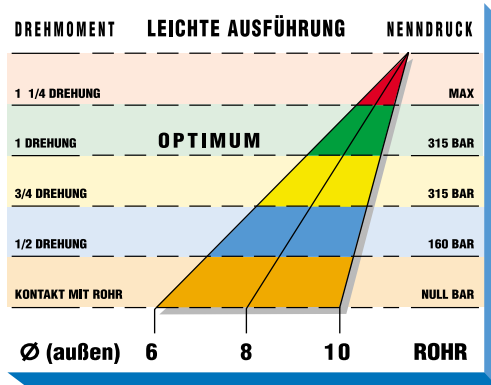 DREHMOMENT LEICHTE AUSFÜHRUNG NENNDRUCK
1 1/4 DREHUNG MAX
1 DREHUNG OPTIMUM 315 BAR
3/4 DREHUNG 315 BAR
1/2 DREHUNG 160 BAR
KONTAKT MIT ROHR NULL BAR
Ø (außen) 6 8 10 ROHR